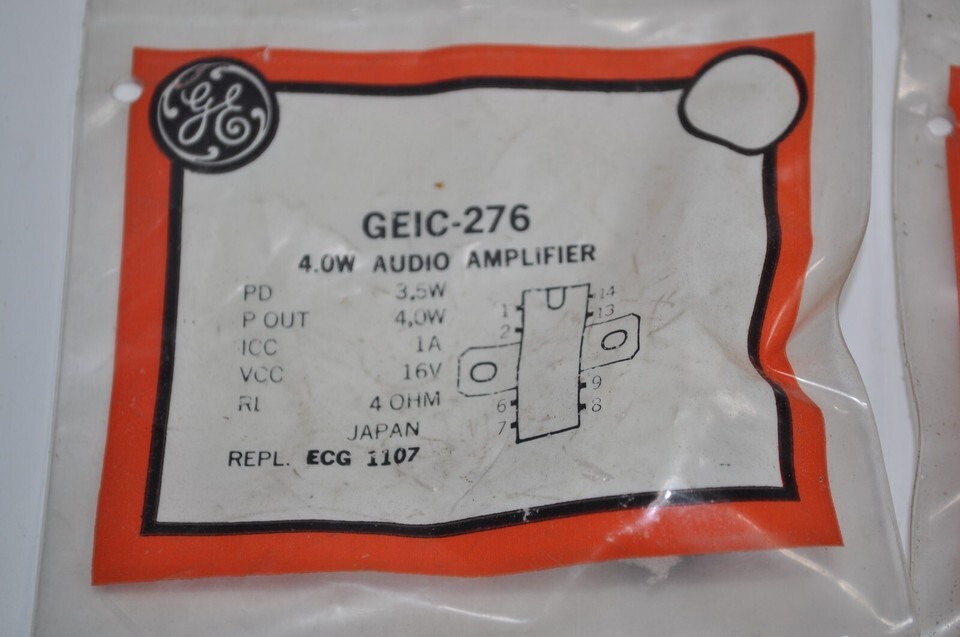 GE
GEIC-276
4.0W AUDIO AMPLIFIER
PD 3.5W
P OUT 4.0W
ICC 1A
VCC 16V
RL 4 OHM
JAPAN
REPL. ECG 1107
1 14
2 13
6 9
7 8